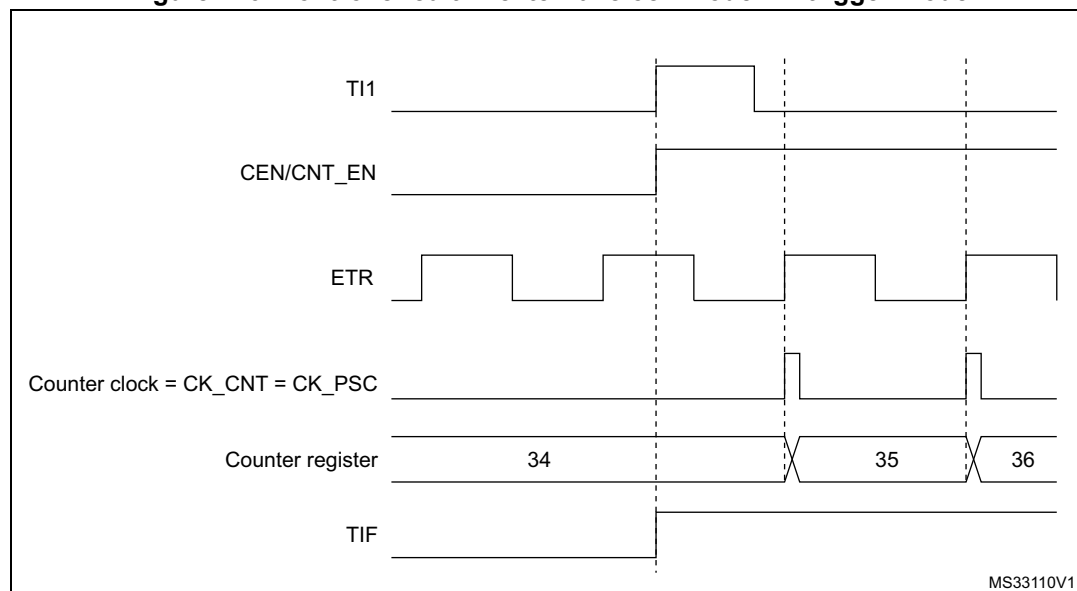 TI1
CEN/CNT_EN
ETR
Counter clock = CK_CNT = CK_PSC
Counter register 34 35 36
TIF
MS33110V1